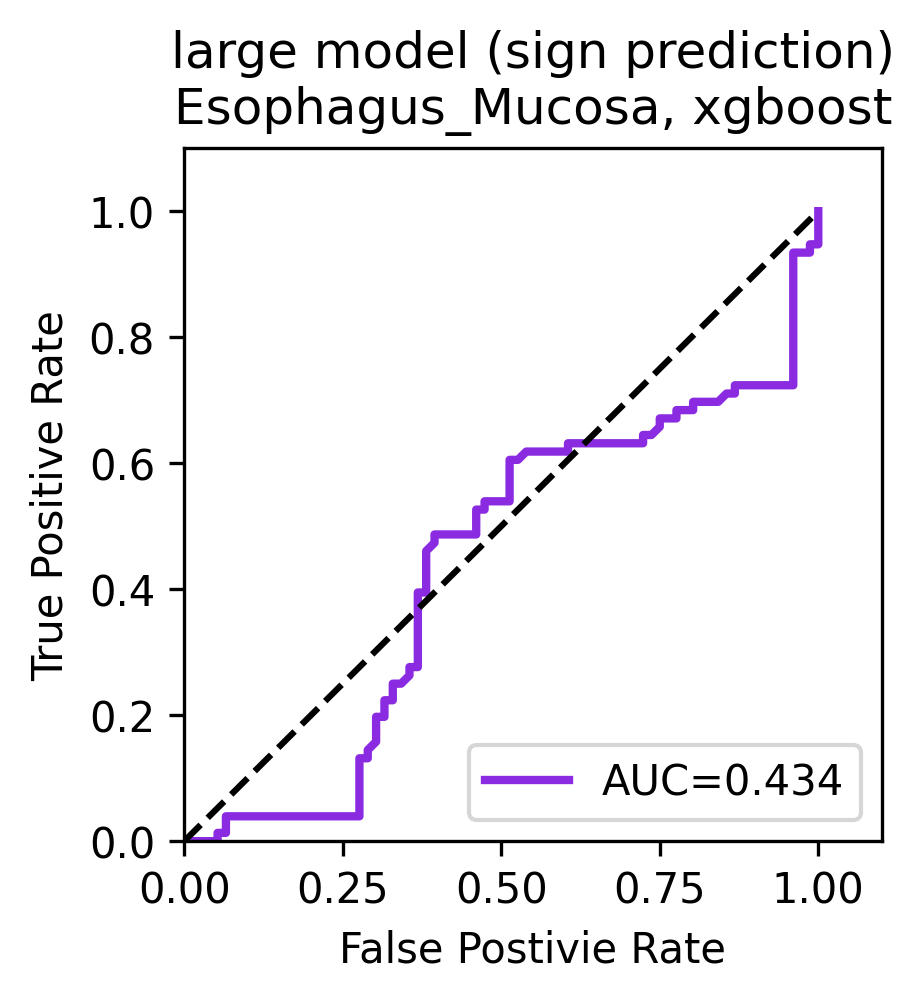 large model (sign prediction)
Esophagus_Mucosa, xgboost
1.0
0.8
0.6
0.4
0.2
0.0
True Positive Rate
AUC=0.434
0.00 0.25 0.50 0.75 1.00
False Postivie Rate